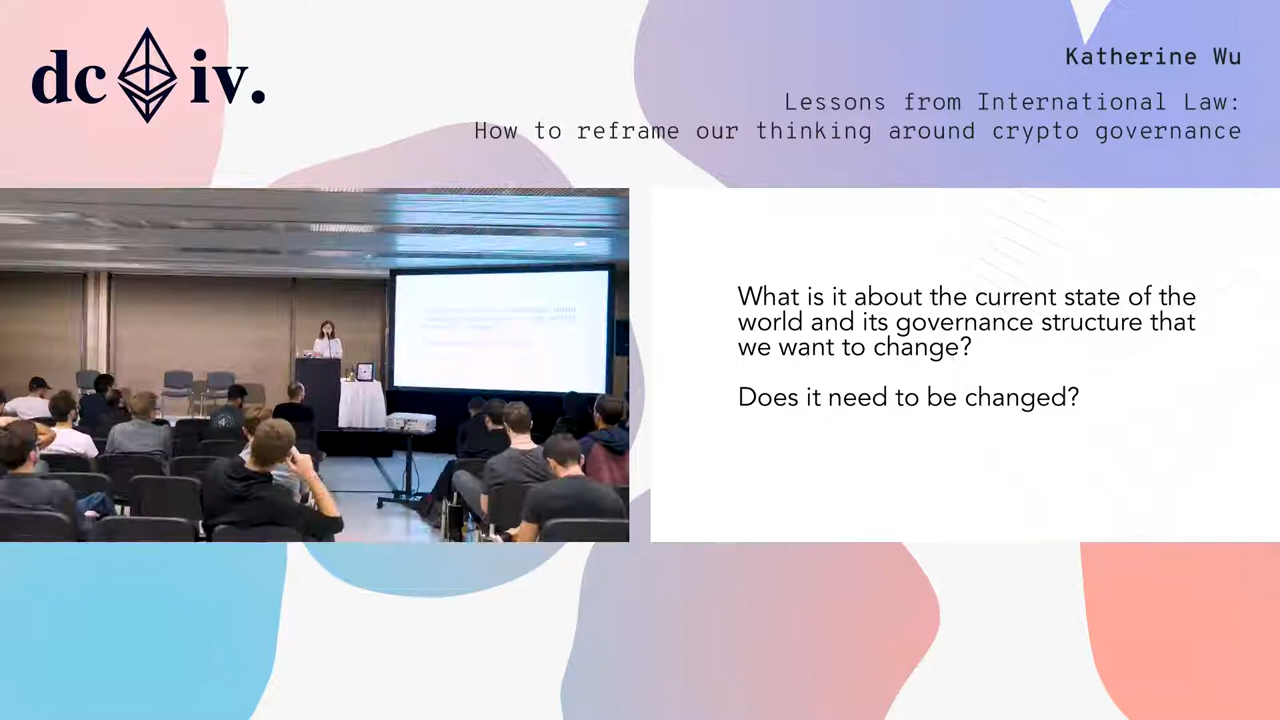 dc iv.
Katherine Wu
Lessons from International Law:
How to reframe our thinking around crypto governance
What is it about the current state of the
world and its governance structure that
we want to change?
Does it need to be changed?